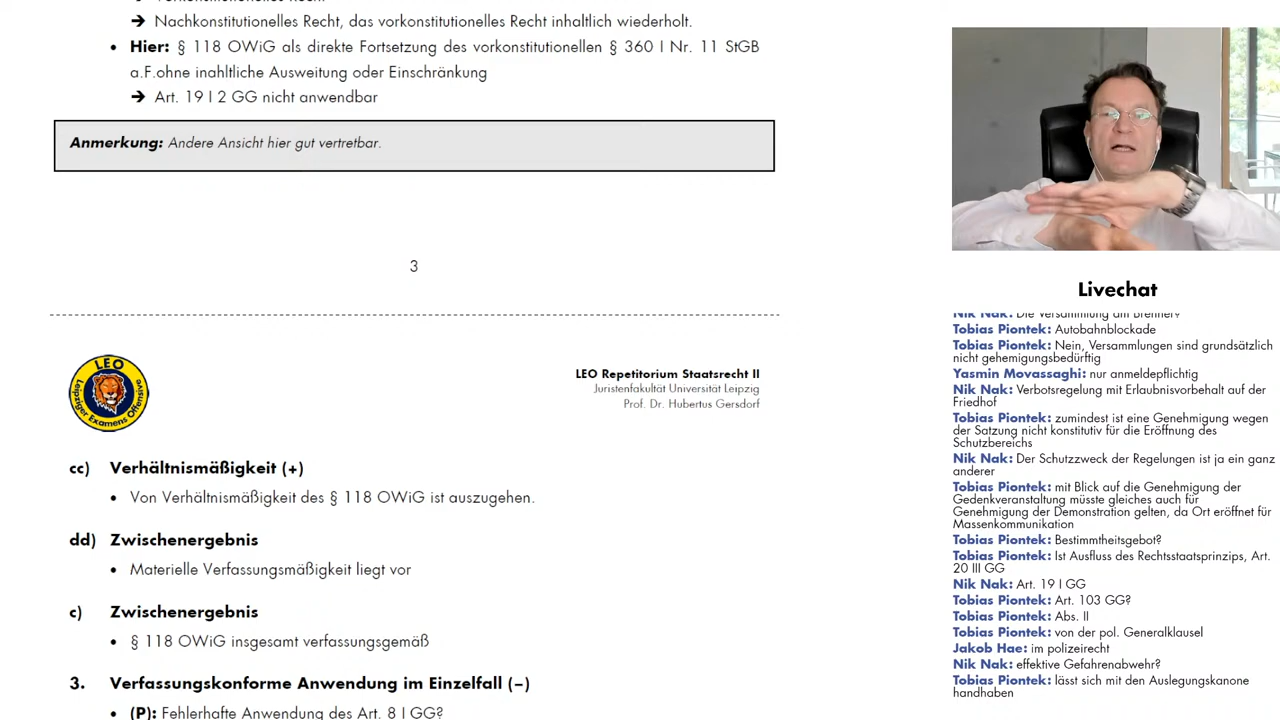 ➔ Nachkonstitutionelles Recht, das vorkonstitutionelles Recht inhaltlich wiederholt.
• Hier: § 118 OWiG als direkte Fortsetzung des vorkonstitutionellen § 360 I Nr. 11 StGB
a.F.ohne inahltliche Ausweitung oder Einschränkung
➔ Art. 19 I 2 GG nicht anwendbar
Anmerkung: Andere Ansicht hier gut vertretbar.
3
LEO
Leipziger Examens Offensive
LEO Repetitorium Staatsrecht II
Juristenfakultät Universität Leipzig
Prof. Dr. Hubertus Gersdorf
cc) Verhältnismäßigkeit (+)
• Von Verhältnismäßigkeit des § 118 OWiG ist auszugehen.
dd) Zwischenergebnis
• Materielle Verfassungsmäßigkeit liegt vor
c) Zwischenergebnis
• § 118 OWiG insgesamt verfassungsgemäß
3. Verfassungskonforme Anwendung im Einzelfall (−)
• (P): Fehlerhafte Anwendung des Art. 8 I GG?
Livechat
Nik Nak: Die Versammlung am Brenner?
Tobias Piontek: Autobahnblockade
Tobias Piontek: Nein, Versammlungen sind grundsätzlich
nicht gehemigungsbedürftig
Yasmin Movassaghi: nur anmeldepflichtig
Nik Nak: Verbotsregelung mit Erlaubnisvorbehalt auf der
Friedhof
Tobias Piontek: zumindest ist eine Genehmigung wegen
der Satzung nicht konstitutiv für die Eröffnung des
Schutzbereichs
Nik Nak: Der Schutzzweck der Regelungen ist ja ein ganz
anderer
Tobias Piontek: mit Blick auf die Genehmigung der
Gedenkveranstaltung müsste gleiches auch für
Genehmigung der Demonstration gelten, da Ort eröffnet für
Massenkommunikation
Tobias Piontek: Bestimmtheitsgebot?
Tobias Piontek: Ist Ausfluss des Rechtsstaatsprinzips, Art.
20 III GG
Nik Nak: Art. 19 I GG
Tobias Piontek: Art. 103 GG?
Tobias Piontek: Abs. II
Tobias Piontek: von der pol. Generalklausel
Jakob Hae: im polizeirecht
Nik Nak: effektive Gefahrenabwehr?
Tobias Piontek: lässt sich mit den Auslegungskanone
handhaben